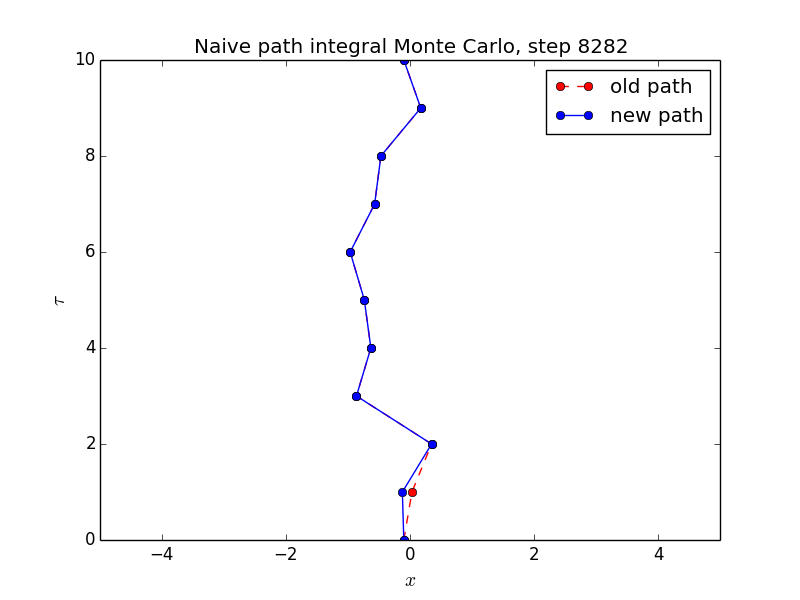 Naive path integral Monte Carlo, step 8282
old path
new path
10
8
6
4
2
0
τ
−4 −2 0 2 4
x